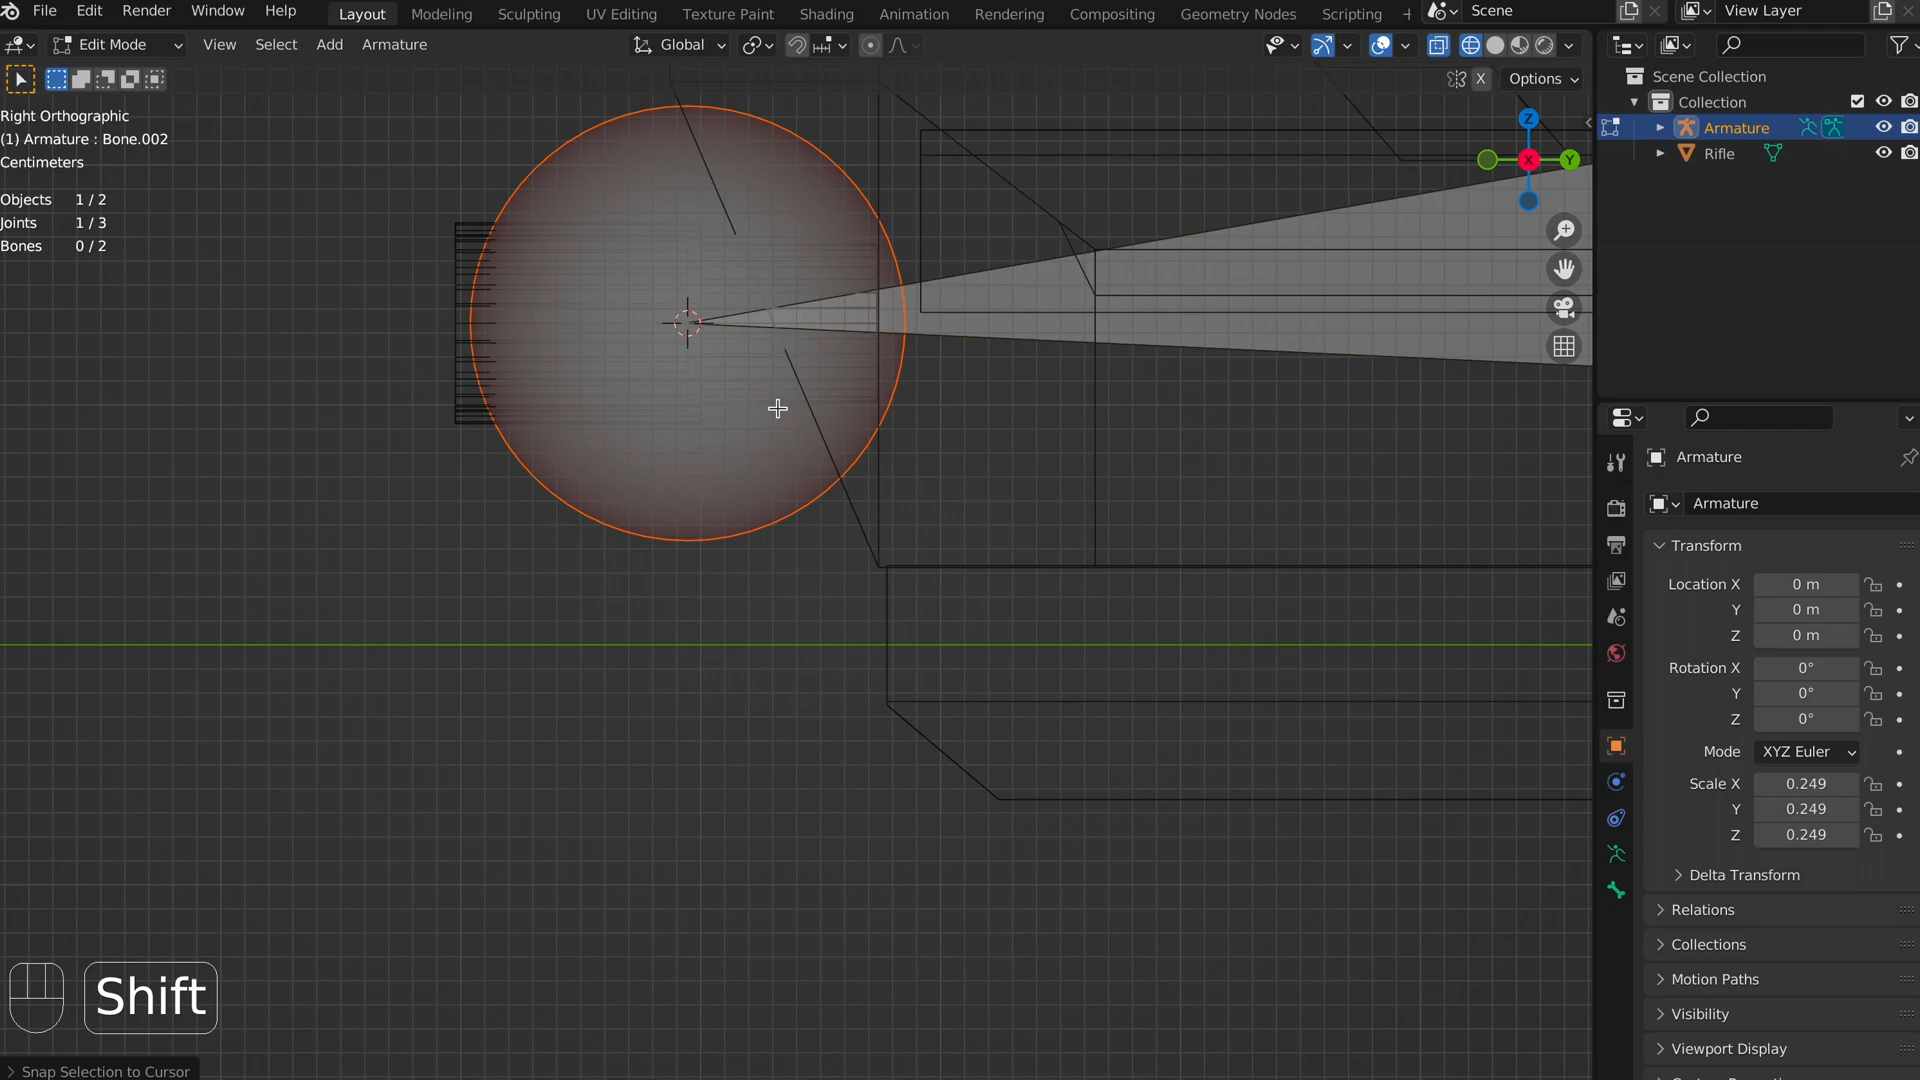 File Edit Render Window Help Layout Modeling Sculpting UV Editing Texture Paint Shading Animation Rendering Compositing Geometry Nodes Scripting + Scene View Layer
Edit Mode View Select Add Armature Global
X Options
Right Orthographic
(1) Armature : Bone.002
Centimeters
Objects 1 / 2
Joints 1 / 3
Bones 0 / 2
Z
X
Y
Scene Collection
Collection
Armature
Rifle
Armature
Armature
Transform
Location X 0 m
Y 0 m
Z 0 m
Rotation X 0°
Y 0°
Z 0°
Mode XYZ Euler
Scale X 0.249
Y 0.249
Z 0.249
Delta Transform
Relations
Collections
Motion Paths
Visibility
Viewport Display
Shift
Snap Selection to Cursor